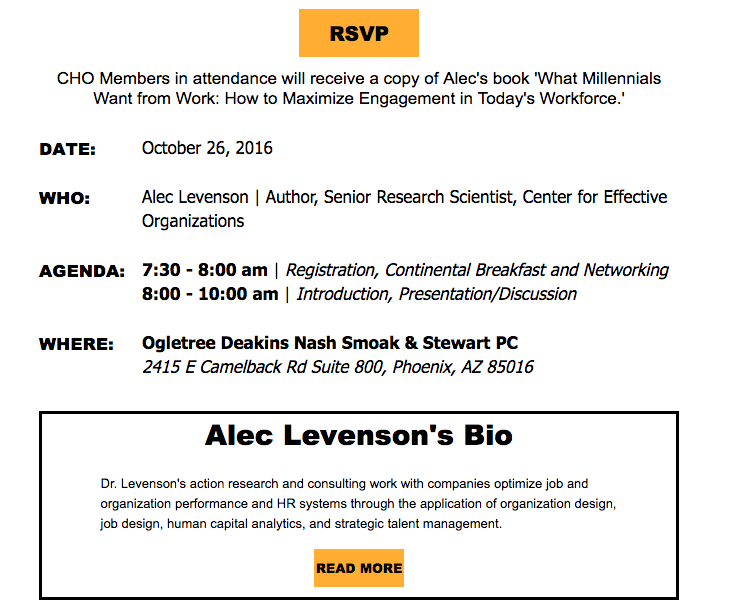 RSVP
CHO Members in attendance will receive a copy of Alec's book 'What Millennials
Want from Work: How to Maximize Engagement in Today's Workforce.'
DATE: October 26, 2016
WHO: Alec Levenson | Author, Senior Research Scientist, Center for Effective
Organizations
AGENDA: 7:30 - 8:00 am | Registration, Continental Breakfast and Networking
8:00 - 10:00 am | Introduction, Presentation/Discussion
WHERE: Ogletree Deakins Nash Smoak & Stewart PC
2415 E Camelback Rd Suite 800, Phoenix, AZ 85016
Alec Levenson's Bio
Dr. Levenson's action research and consulting work with companies optimize job and
organization performance and HR systems through the application of organization design,
job design, human capital analytics, and strategic talent management.
READ MORE